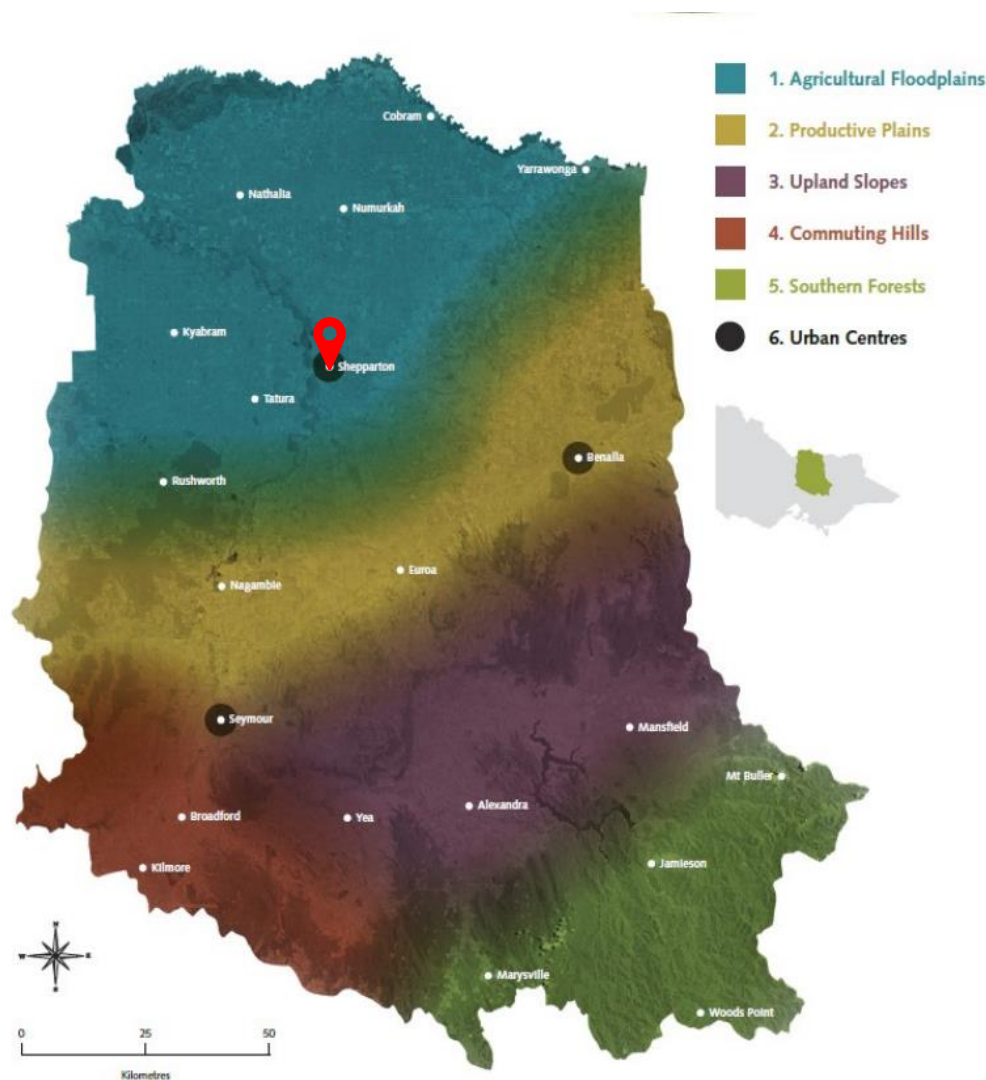 1. Agricultural Floodplains
2. Productive Plains
3. Upland Slopes
4. Commuting Hills
5. Southern Forests
6. Urban Centres
Cobram
Yarrawonga
Nathalia
Numurkah
Kyabram
Shepparton
Tatura
Benalla
Rushworth
Euroa
Nagambie
Seymour
Mansfield
Mt Buller
Alexandra
Broadford
Yea
Jamieson
Kilmore
Marysville
Woods Point
0 25 50
Kilometres